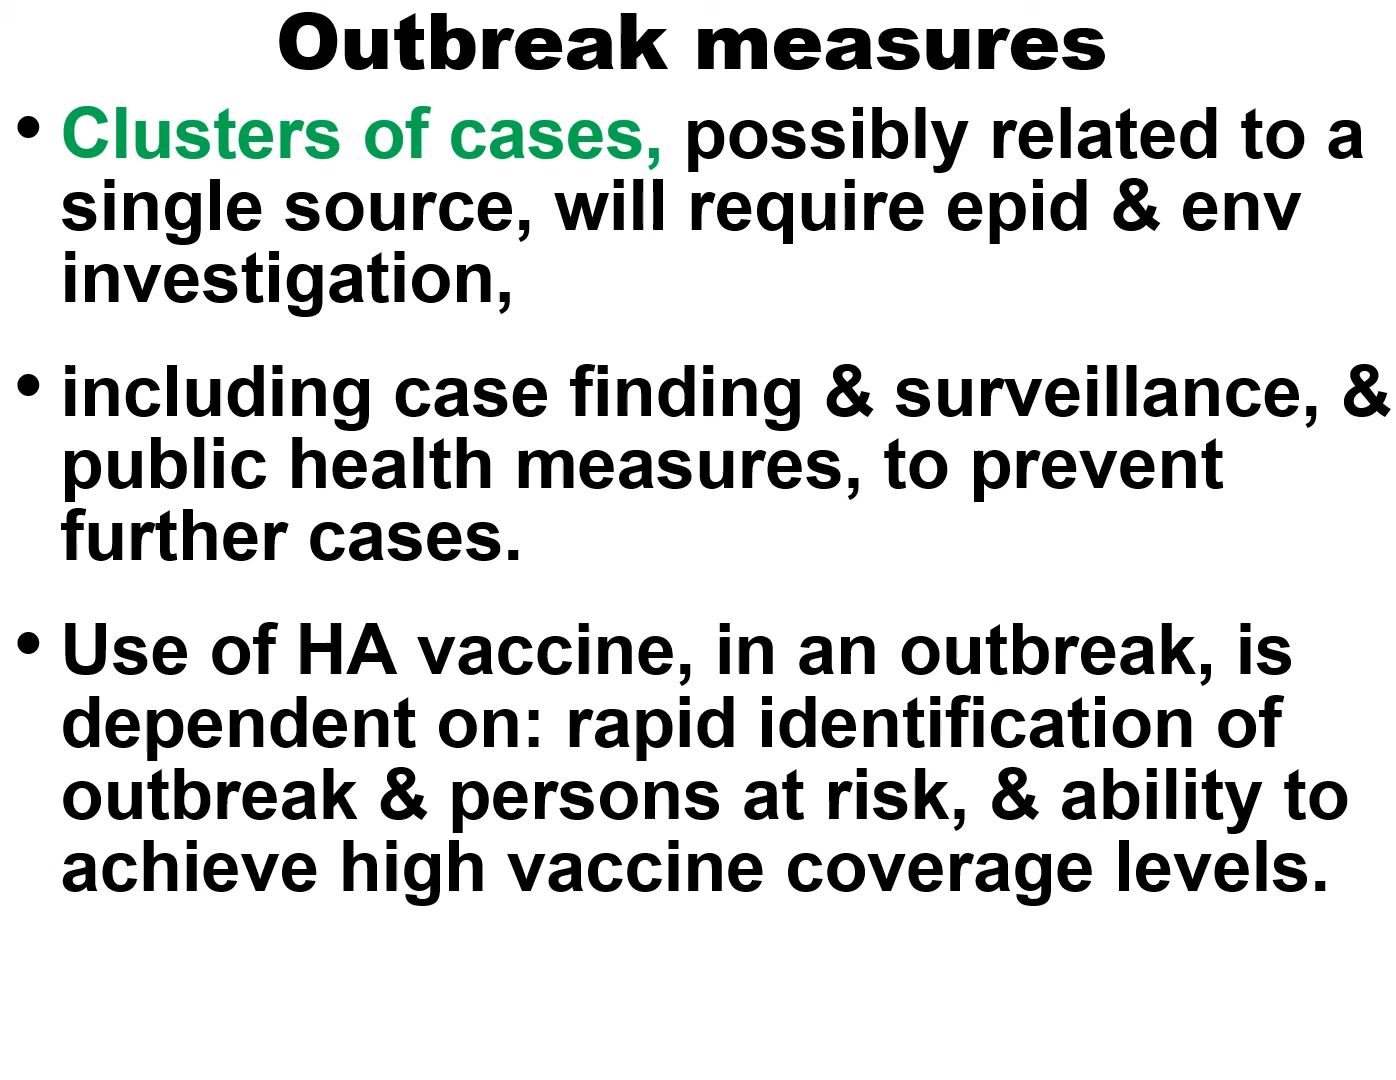 Outbreak measures
• Clusters of cases, possibly related to a
single source, will require epid & env
investigation,
• including case finding & surveillance, &
public health measures, to prevent
further cases.
• Use of HA vaccine, in an outbreak, is
dependent on: rapid identification of
outbreak & persons at risk, & ability to
achieve high vaccine coverage levels.